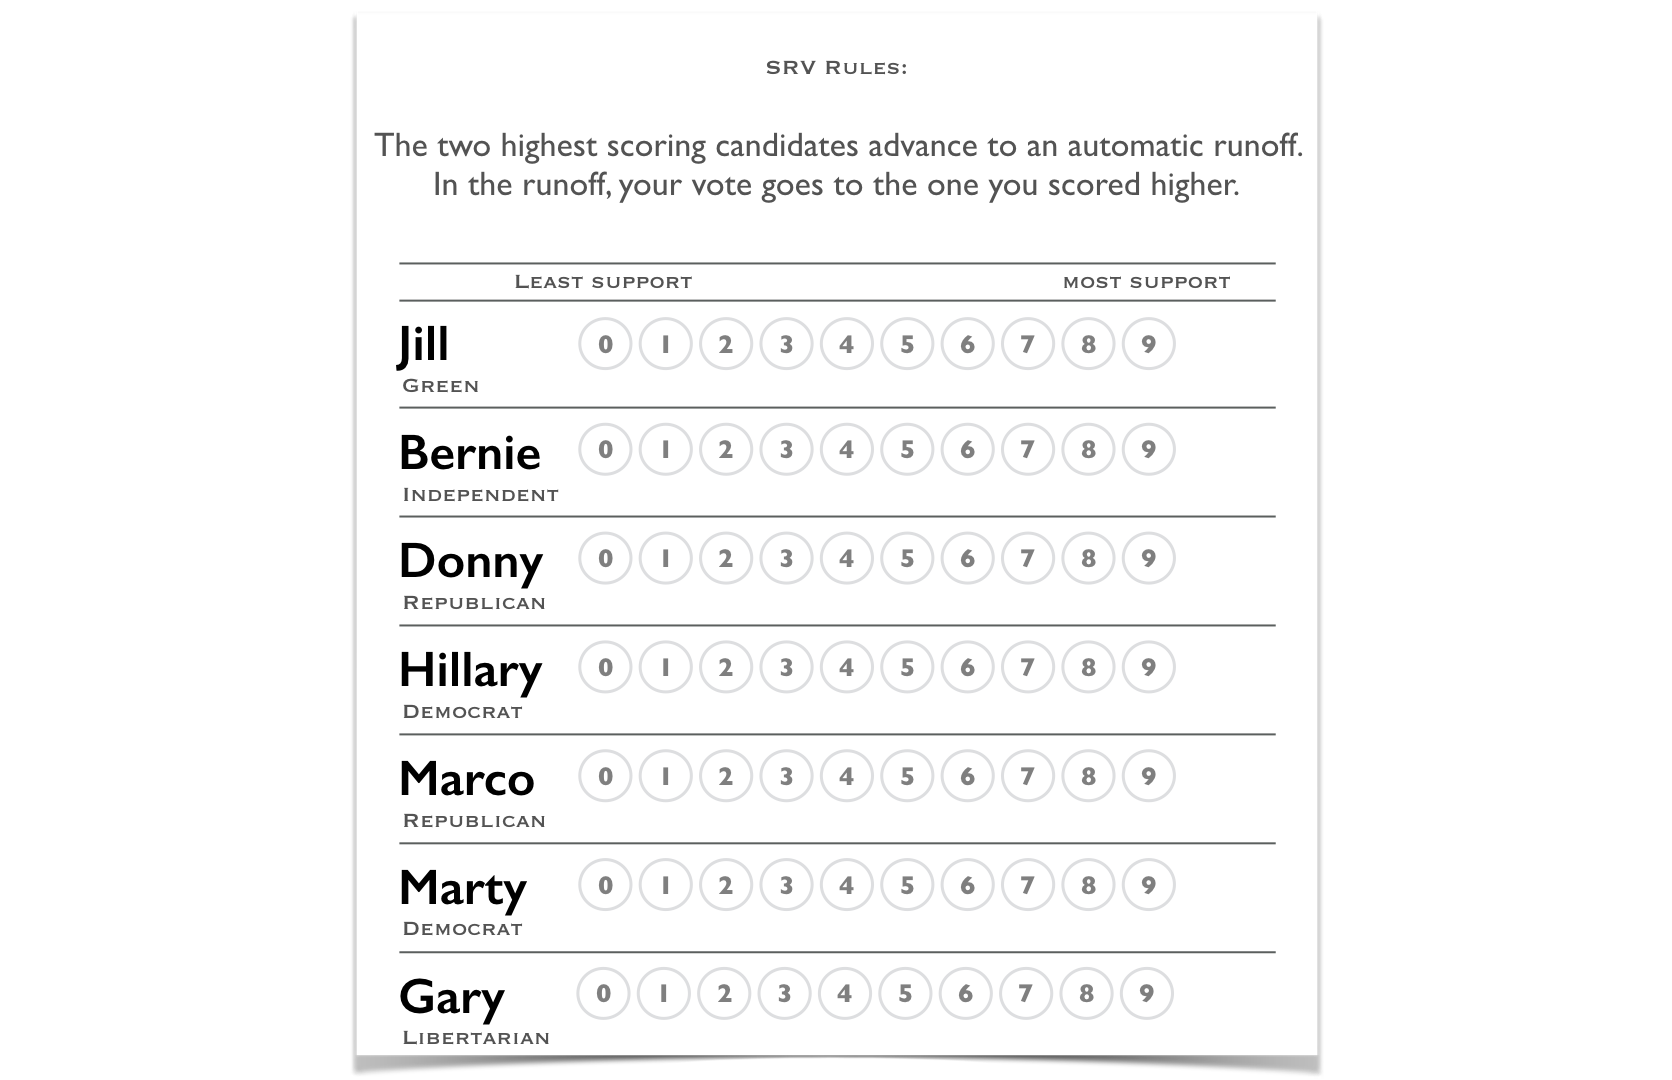 SRV Rules:
The two highest scoring candidates advance to an automatic runoff.
In the runoff, your vote goes to the one you scored higher.
Least support most support
Jill 0 1 2 3 4 5 6 7 8 9
Green
Bernie 0 1 2 3 4 5 6 7 8 9
Independent
Donny 0 1 2 3 4 5 6 7 8 9
Republican
Hillary 0 1 2 3 4 5 6 7 8 9
Democrat
Marco 0 1 2 3 4 5 6 7 8 9
Republican
Marty 0 1 2 3 4 5 6 7 8 9
Democrat
Gary 0 1 2 3 4 5 6 7 8 9
Libertarian